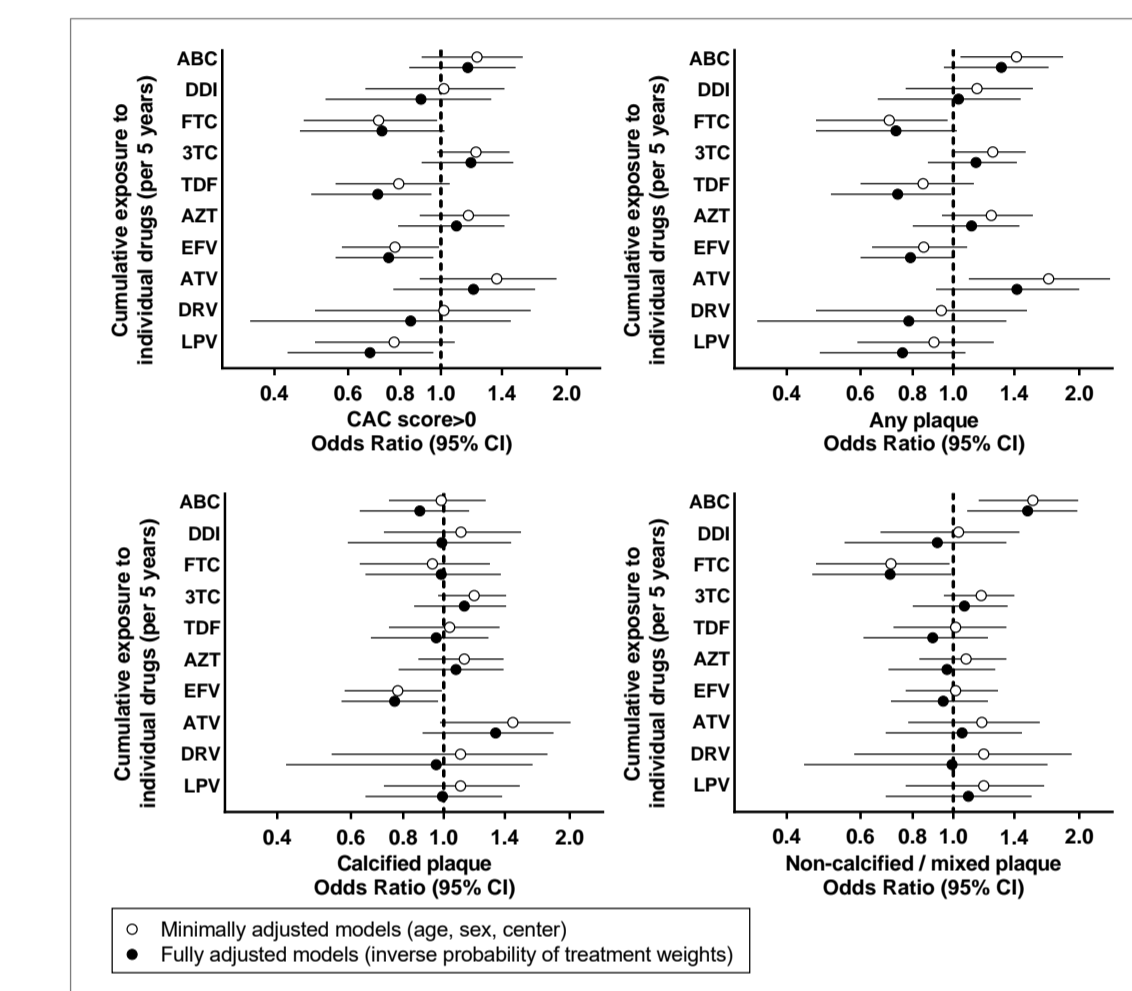 Cumulative exposure to
individual drugs (per 5 years)
ABC
DDI
FTC
3TC
TDF
AZT
EFV
ATV
DRV
LPV
0.4 0.6 0.8 1.0 1.4 2.0
CAC score>0
Odds Ratio (95% CI)
Cumulative exposure to
individual drugs (per 5 years)
ABC
DDI
FTC
3TC
TDF
AZT
EFV
ATV
DRV
LPV
0.4 0.6 0.8 1.0 1.4 2.0
Any plaque
Odds Ratio (95% CI)
Cumulative exposure to
individual drugs (per 5 years)
ABC
DDI
FTC
3TC
TDF
AZT
EFV
ATV
DRV
LPV
0.4 0.6 0.8 1.0 1.4 2.0
Calcified plaque
Odds Ratio (95% CI)
Cumulative exposure to
individual drugs (per 5 years)
ABC
DDI
FTC
3TC
TDF
AZT
EFV
ATV
DRV
LPV
0.4 0.6 0.8 1.0 1.4 2.0
Non-calcified / mixed plaque
Odds Ratio (95% CI)
Minimally adjusted models (age, sex, center)
Fully adjusted models (inverse probability of treatment weights)